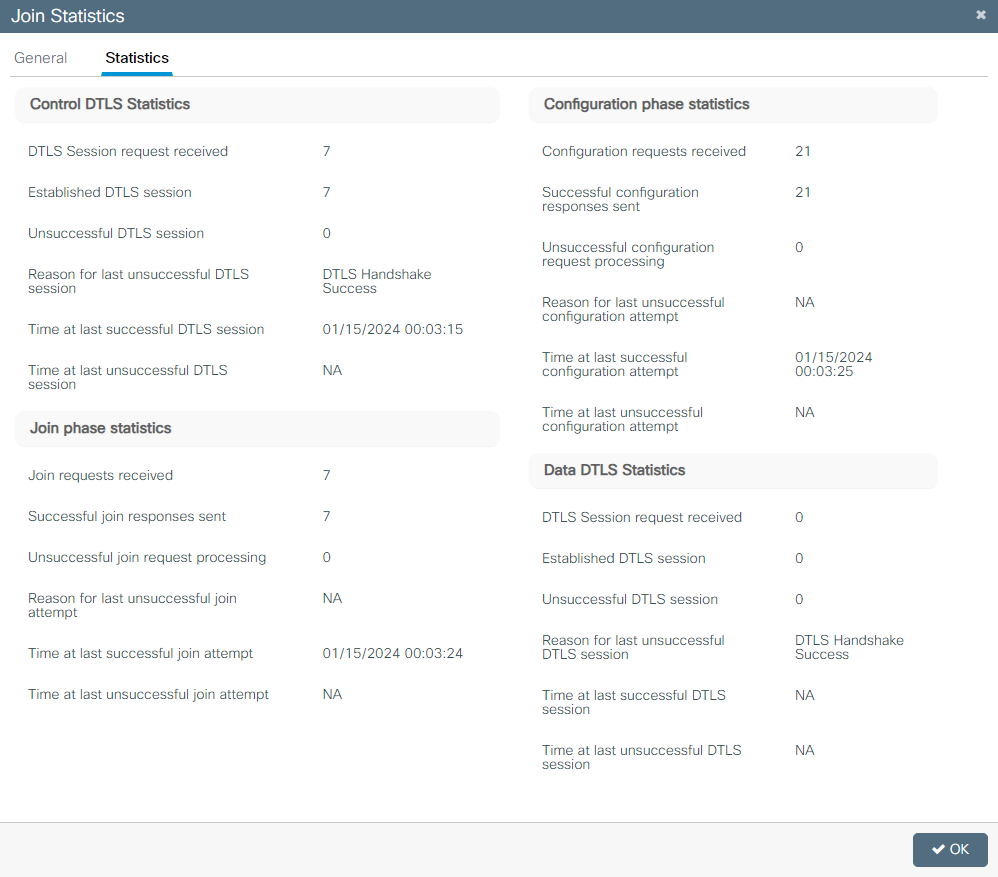 Join Statistics
General
Statistics
Control DTLS Statistics
DTLS Session request received 7
Established DTLS session 7
Unsuccessful DTLS session 0
Reason for last unsuccessful DTLS DTLS Handshake
session Success
Time at last successful DTLS session 01/15/2024 00:03:15
Time at last unsuccessful DTLS NA
session
Join phase statistics
Join requests received 7
Successful join responses sent 7
Unsuccessful join request processing 0
Reason for last unsuccessful join NA
attempt
Time at last successful join attempt 01/15/2024 00:03:24
Time at last unsuccessful join attempt NA
Configuration phase statistics
Configuration requests received 21
Successful configuration 21
responses sent
Unsuccessful configuration 0
request processing
Reason for last unsuccessful NA
configuration attempt
Time at last successful 01/15/2024
configuration attempt 00:03:25
Time at last unsuccessful NA
configuration attempt
Data DTLS Statistics
DTLS Session request received 0
Established DTLS session 0
Unsuccessful DTLS session 0
Reason for last unsuccessful DTLS Handshake
DTLS session Success
Time at last successful DTLS NA
session
Time at last unsuccessful DTLS NA
session
OK